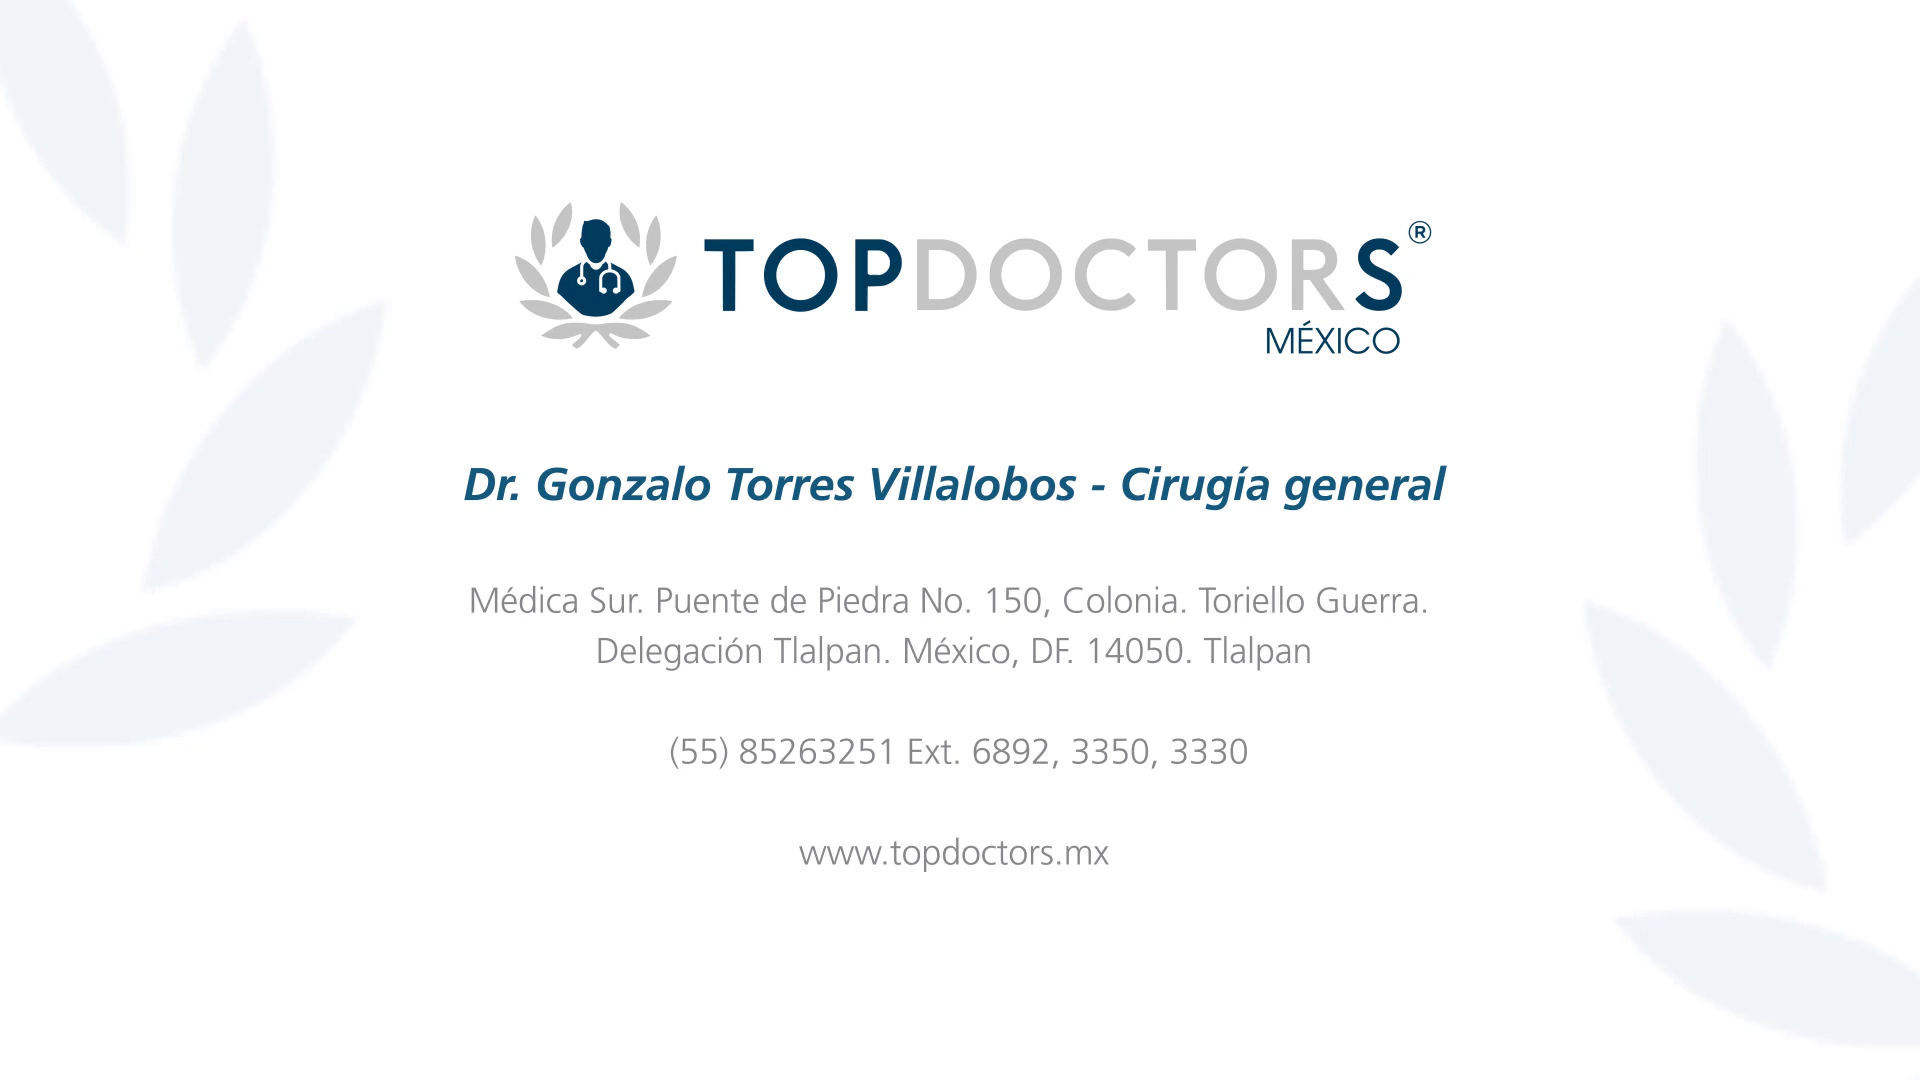 TOPDOCTORS®
MÉXICO
Dr. Gonzalo Torres Villalobos - Cirugía general
Médica Sur. Puente de Piedra No. 150, Colonia. Toriello Guerra.
Delegación Tlalpan. México, DF. 14050. Tlalpan
(55) 85263251 Ext. 6892, 3350, 3330
www.topdoctors.mx